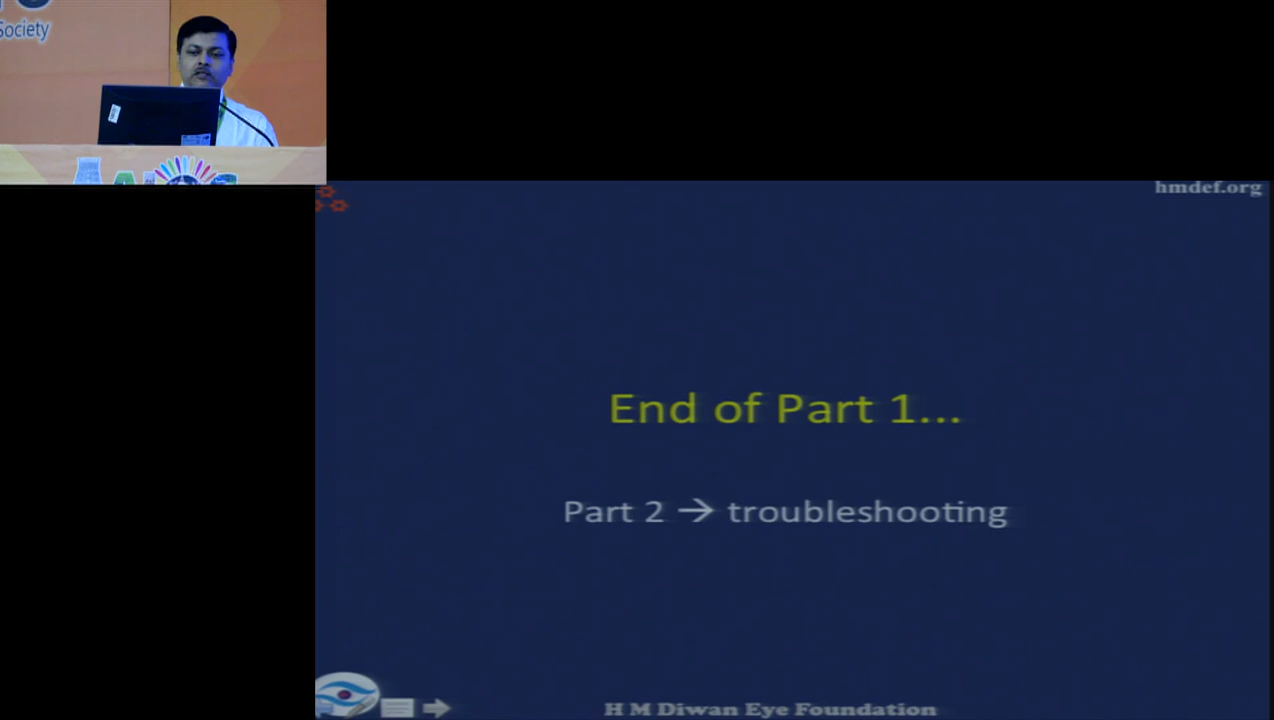 Society
hmdef.org
End of Part 1...
Part 2 → troubleshooting
H M Diwan Eye Foundation